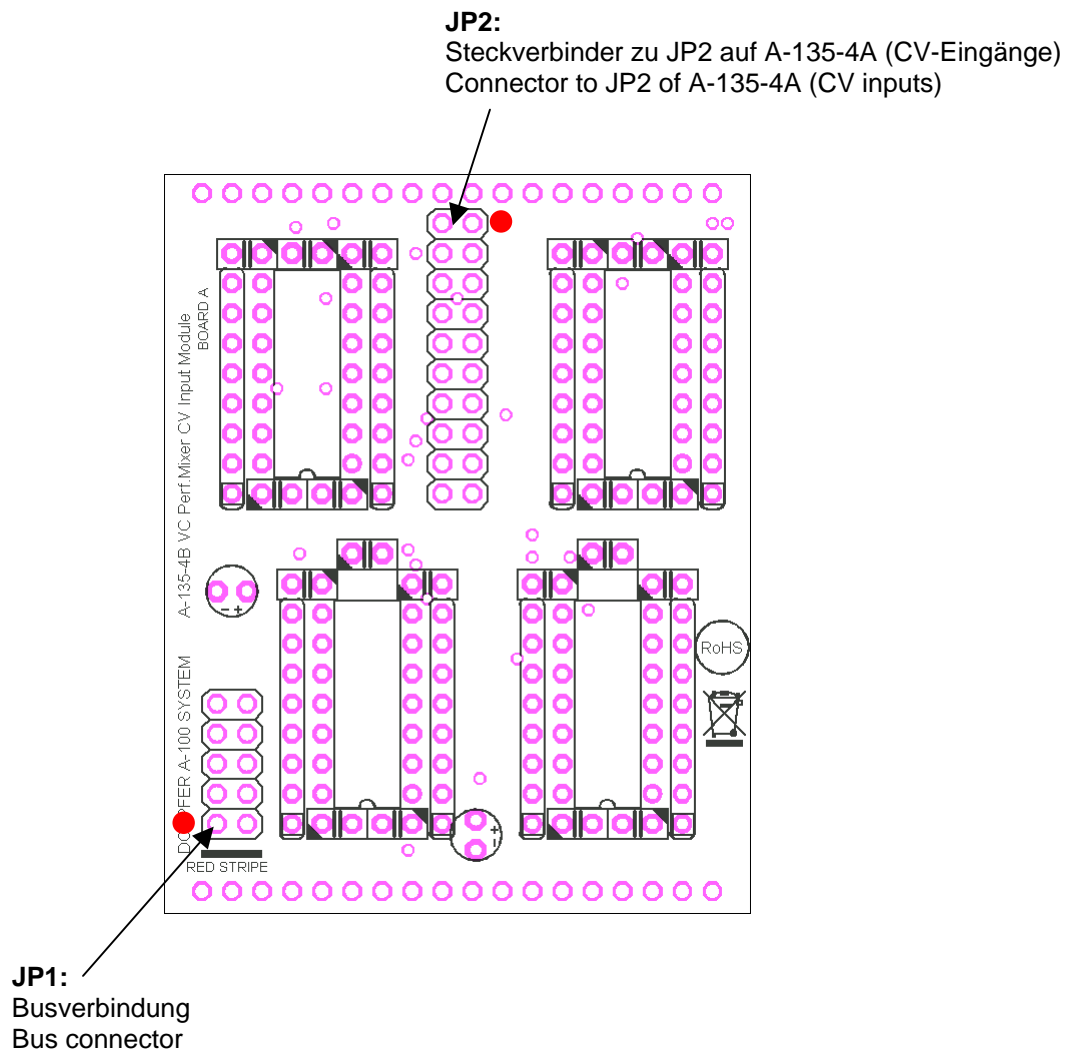 JP2:
Steckverbinder zu JP2 auf A-135-4A (CV-Eingänge)
Connector to JP2 of A-135-4A (CV inputs)
A-135-4B VC Perf.Mixer CV Input Module
BOARD A
- +
RoHS
+
-
RED STRIPE
JP1:
Busverbindung
Bus connector
A-100 SYSTEM